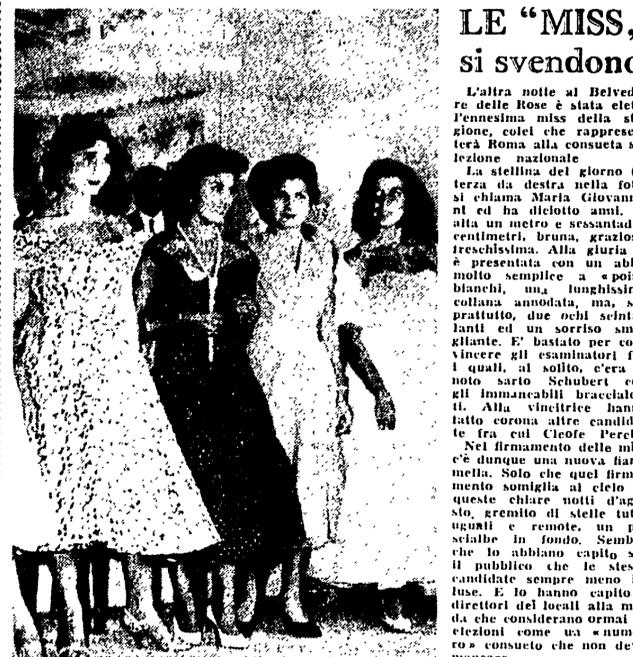 LE “MISS,
si svendono
L'altra notte al Belved
re delle Rose è stata elet
l'ennesima miss della st
gione, colei che rapprese
terà Roma alla consueta s
lezione nazionale
La stellina del giorno (
terza da destra nella fot
si chiama Maria Giovann
ni ed ha diciotto anni.
alta un metro e sessantad
centimetri, bruna, grazios
freschissima. Alla giuria
è presentata con un abi
molto semplice a «poi
bianchi, una lunghissim
collana annodata, ma, s
prattutto, due ochi scinti
lanti ed un sorriso sma
gliante. E' bastato per co
vincere gli esaminatori f
i quali, al solito, c'era
noto sarto Schubert c
gli immancabili bracciale
ti. Alla vincitrice hann
fatto corona altre candid
te fra cui Cleofe Perel
Nel firmamento delle mi
c'è dunque una nuova fiam
mella. Solo che quel firm
mento somiglia al cielo
queste chiare notti d'ag
sto, gremito di stelle tut
uguali e remote, un p
scialbe in fondo. Semb
che lo abbiano capito s
il pubblico che le stes
candidate sempre meno i
luse. E lo hanno capito
direttori dei locali alla m
da che considerano ormai
elezioni come un «num
ro» consueto che non de